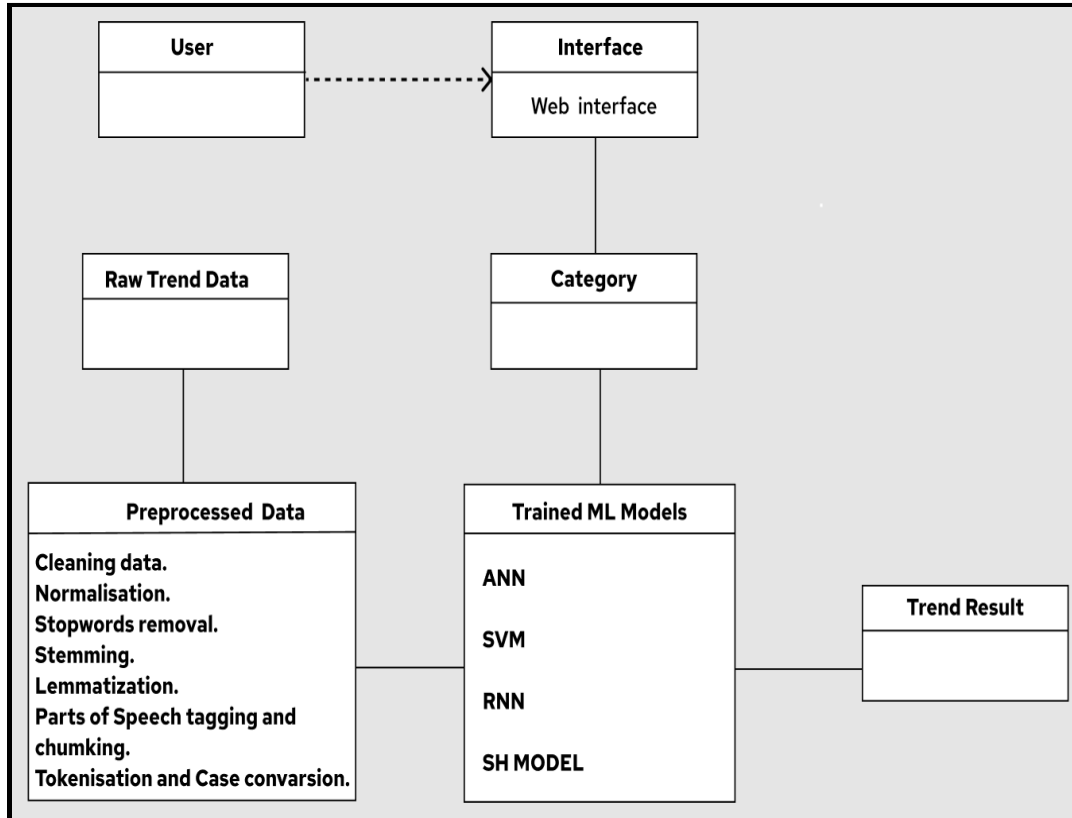 User
Interface
Web interface
Raw Trend Data
Category
Preprocessed Data
Cleaning data.
Normalisation.
Stopwords removal.
Stemming.
Lemmatization.
Parts of Speech tagging and
chumking.
Tokenisation and Case convarsion.
Trained ML Models
ANN
SVM
RNN
SH MODEL
Trend Result